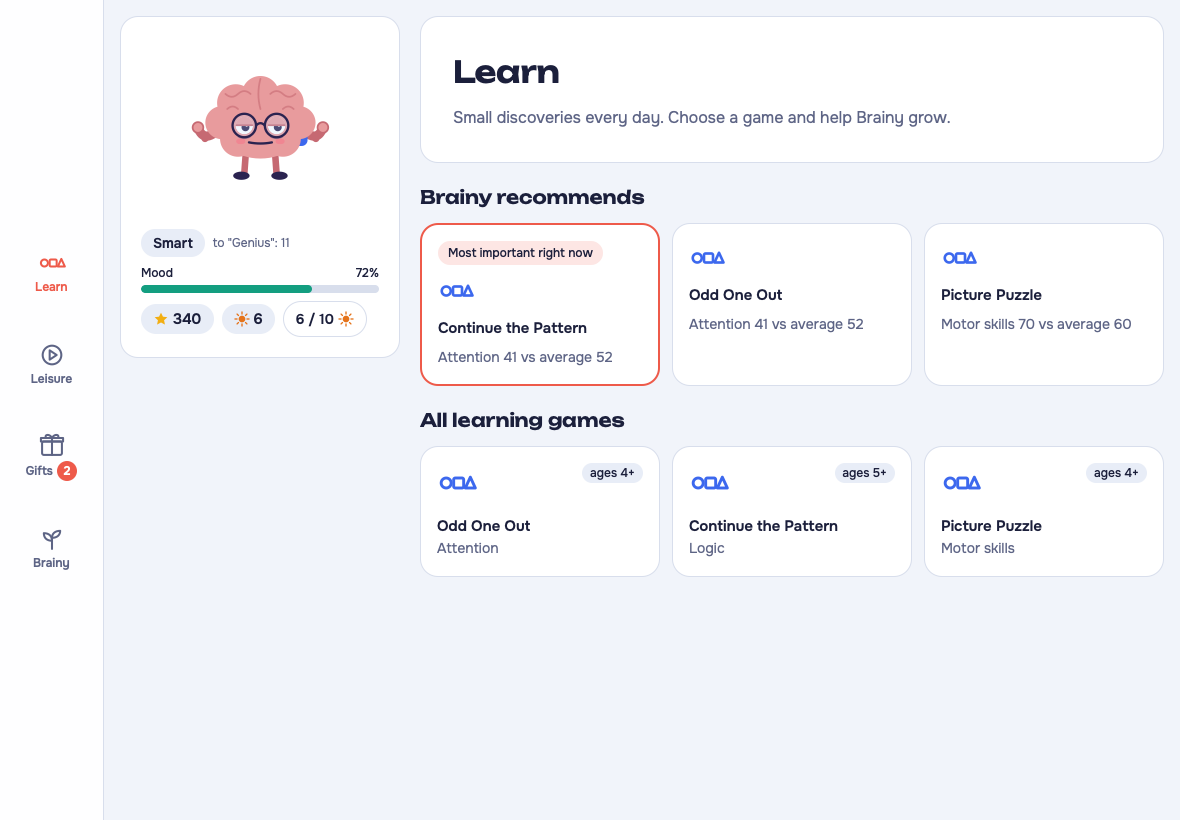 Learn
Leisure
Gifts 2
Brainy
Smart to "Genius": 11
Mood 72%
340 6 6 / 10
Learn
Small discoveries every day. Choose a game and help Brainy grow.
Brainy recommends
Most important right now
Continue the Pattern
Attention 41 vs average 52
Odd One Out
Attention 41 vs average 52
Picture Puzzle
Motor skills 70 vs average 60
All learning games
ages 4+
Odd One Out
Attention
ages 5+
Continue the Pattern
Logic
ages 4+
Picture Puzzle
Motor skills